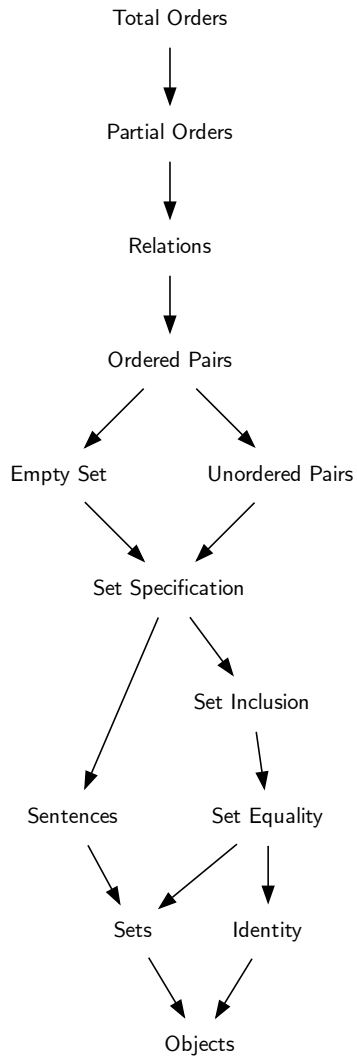 Total Orders
Partial Orders
Relations
Ordered Pairs
Empty Set
Unordered Pairs
Set Specification
Set Inclusion
Sentences
Set Equality
Sets
Identity
Objects